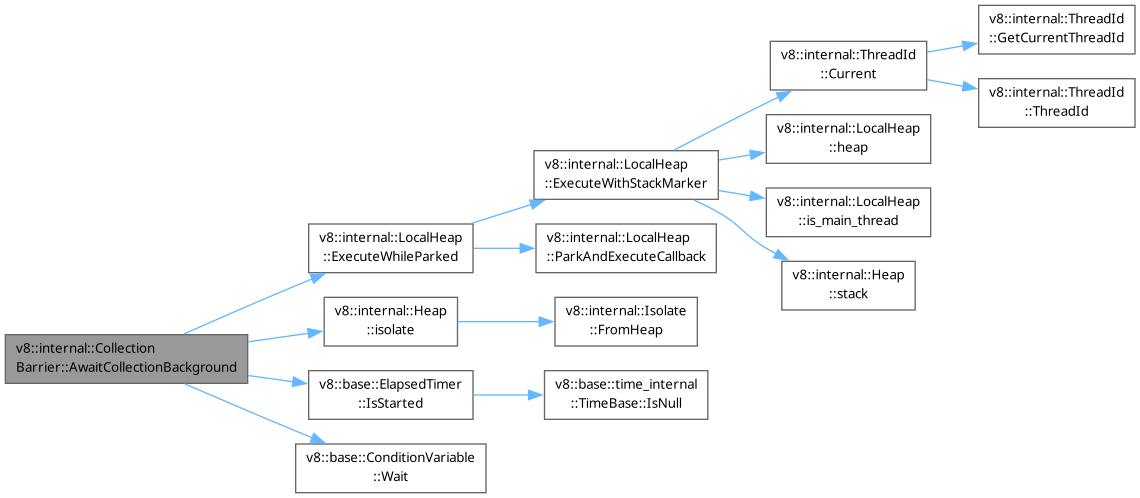 v8::internal::ThreadId
::GetCurrentThreadId
v8::internal::ThreadId
::Current
v8::internal::ThreadId
::ThreadId
v8::internal::LocalHeap
::heap
v8::internal::LocalHeap
::ExecuteWithStackMarker
v8::internal::LocalHeap
::is_main_thread
v8::internal::LocalHeap
::ExecuteWhileParked
v8::internal::LocalHeap
::ParkAndExecuteCallback
v8::internal::Heap
::stack
v8::internal::Heap
::isolate
v8::internal::Isolate
::FromHeap
v8::internal::Collection
Barrier::AwaitCollectionBackground
v8::base::ElapsedTimer
::IsStarted
v8::base::time_internal
::TimeBase::IsNull
v8::base::ConditionVariable
::Wait